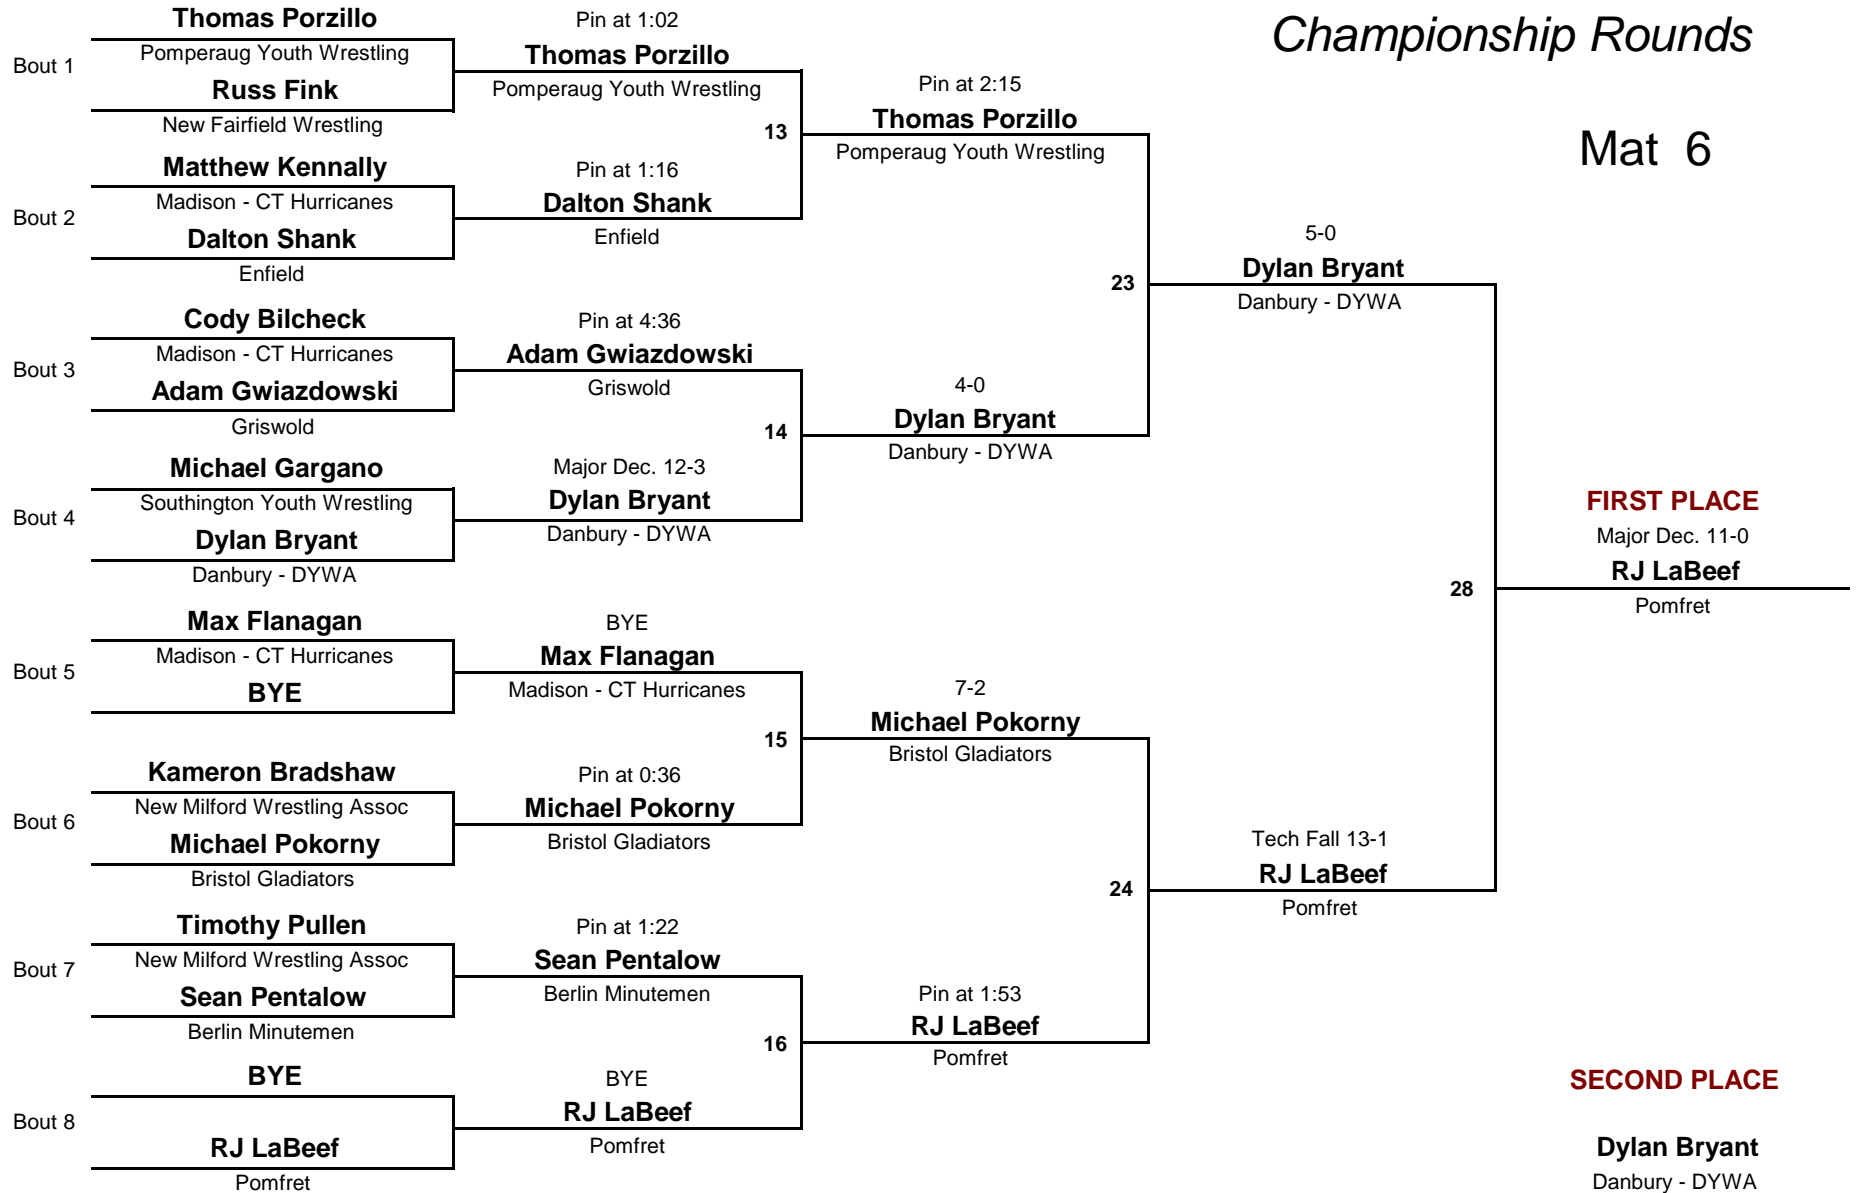 Championship Rounds
Mat 6
Bout 1
Thomas Porzillo
Pomperaug Youth Wrestling
Russ Fink
New Fairfield Wrestling
Bout 2
Matthew Kennally
Madison - CT Hurricanes
Dalton Shank
Enfield
Bout 3
Cody Bilcheck
Madison - CT Hurricanes
Adam Gwiazdowski
Griswold
Bout 4
Michael Gargano
Southington Youth Wrestling
Dylan Bryant
Danbury - DYWA
Bout 5
Max Flanagan
Madison - CT Hurricanes
BYE
Bout 6
Kameron Bradshaw
New Milford Wrestling Assoc
Michael Pokorny
Bristol Gladiators
Bout 7
Timothy Pullen
New Milford Wrestling Assoc
Sean Pentalow
Berlin Minutemen
Bout 8
BYE
RJ LaBeef
Pomfret
Pin at 1:02
Thomas Porzillo
Pomperaug Youth Wrestling
13
Pin at 1:16
Dalton Shank
Enfield
Pin at 4:36
Adam Gwiazdowski
Griswold
14
Major Dec. 12-3
Dylan Bryant
Danbury - DYWA
BYE
Max Flanagan
Madison - CT Hurricanes
15
Pin at 0:36
Michael Pokorny
Bristol Gladiators
Pin at 1:22
Sean Pentalow
Berlin Minutemen
16
BYE
RJ LaBeef
Pomfret
Pin at 2:15
Thomas Porzillo
Pomperaug Youth Wrestling
23
4-0
Dylan Bryant
Danbury - DYWA
7-2
Michael Pokorny
Bristol Gladiators
24
Pin at 1:53
RJ LaBeef
Pomfret
5-0
Dylan Bryant
Danbury - DYWA
28
Tech Fall 13-1
RJ LaBeef
Pomfret
FIRST PLACE
Major Dec. 11-0
RJ LaBeef
Pomfret
SECOND PLACE
Dylan Bryant
Danbury - DYWA